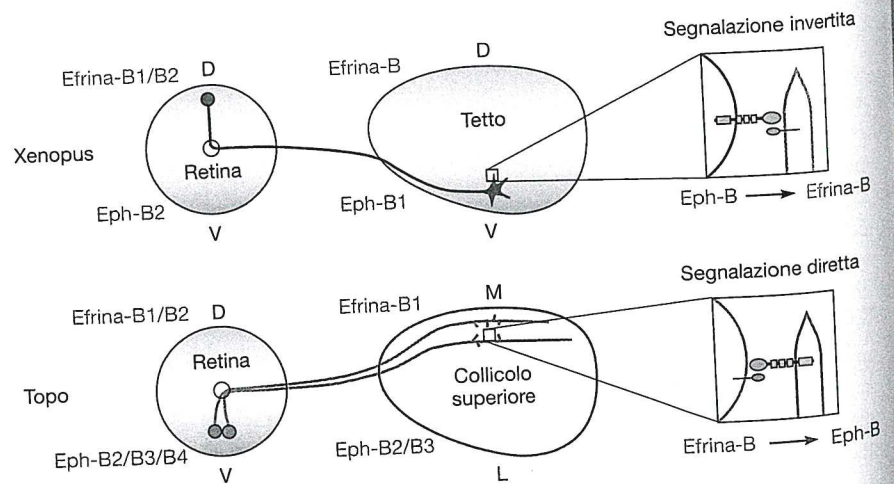 Segnalazione invertita
Efrina-B1/B2
D
Efrina-B
D
Xenopus
Retina
Tetto
Eph-B2
V
Eph-B1
V
Eph-B → Efrina-B
Segnalazione diretta
Efrina-B1/B2
D
Efrina-B1
M
Topo
Retina
Collicolo
superiore
Eph-B2/B3/B4
V
Eph-B2/B3
L
Efrina-B → Eph-B